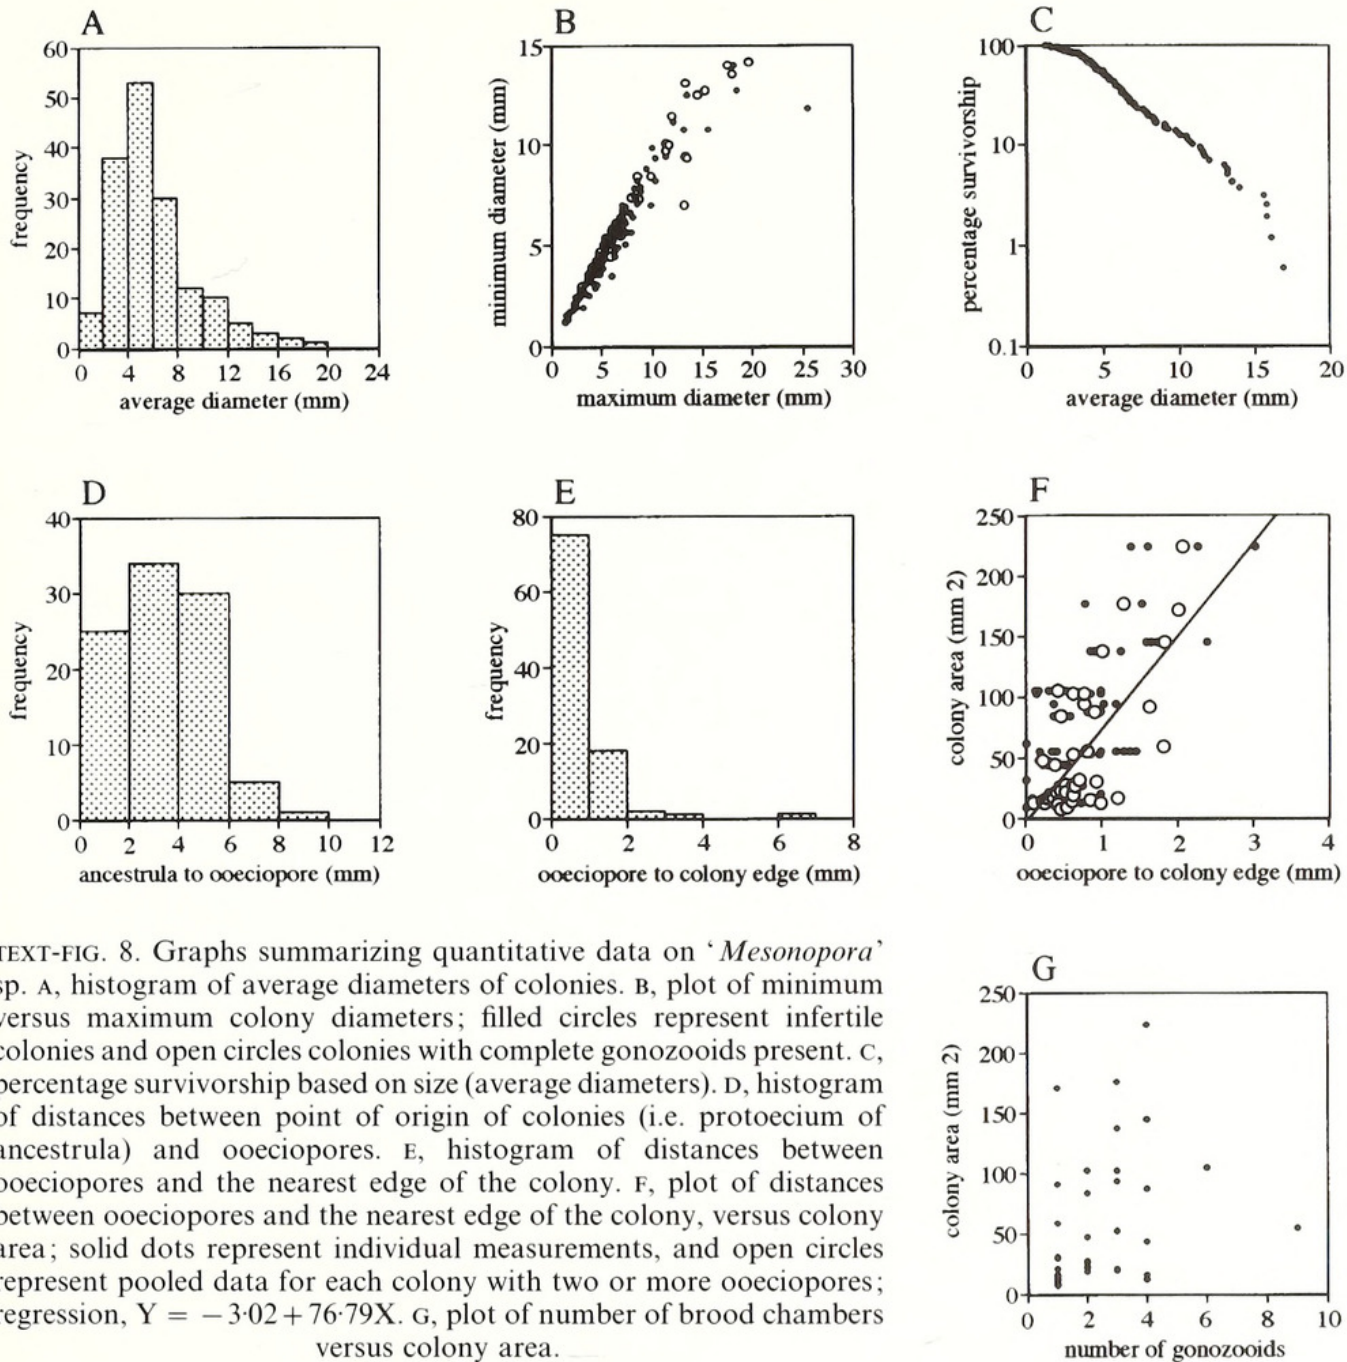 A
60
50
40
30
20
10
0
frequency
0 4 8 12 16 20 24
average diameter (mm)
B
15
10
5
0
minimum diameter (mm)
0 5 10 15 20 25 30
maximum diameter (mm)
C
100
10
1
0.1
percentage survivorship
0 5 10 15 20
average diameter (mm)
D
40
30
20
10
0
frequency
0 2 4 6 8 10 12
ancestrula to ooeciopore (mm)
E
80
60
40
20
0
frequency
0 2 4 6 8
ooeciopore to colony edge (mm)
F
250
200
150
100
50
0
colony area (mm 2)
0 1 2 3 4
ooeciopore to colony edge (mm)
TEXT-FIG. 8. Graphs summarizing quantitative data on ‘Mesonopora’
sp. A, histogram of average diameters of colonies. B, plot of minimum
versus maximum colony diameters; filled circles represent infertile
colonies and open circles colonies with complete gonozooids present. C,
percentage survivorship based on size (average diameters). D, histogram
of distances between point of origin of colonies (i.e. protoecium of
ancestrula) and ooeciopores. E, histogram of distances between
ooeciopores and the nearest edge of the colony. F, plot of distances
between ooeciopores and the nearest edge of the colony, versus colony
area; solid dots represent individual measurements, and open circles
represent pooled data for each colony with two or more ooeciopores;
regression, Y = −3·02+76·79X. G, plot of number of brood chambers
versus colony area.
G
250
200
150
100
50
0
colony area (mm 2)
0 2 4 6 8 10
number of gonozooids